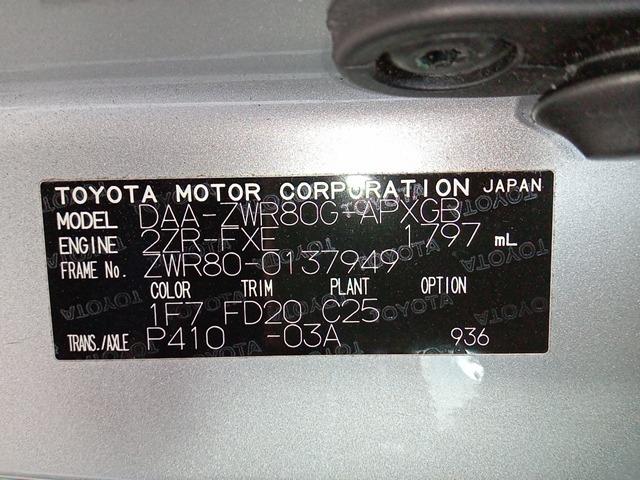 TOYOTA MOTOR CORPORATION JAPAN
MODEL DAA-ZWR80G-APXGB
ENGINE 2ZR-FXE 1797 mL
FRAME No. ZWR80-0137949
COLOR TRIM PLANT OPTION
1F7 FD20 C25
TRANS./AXLE P410 -03A 936